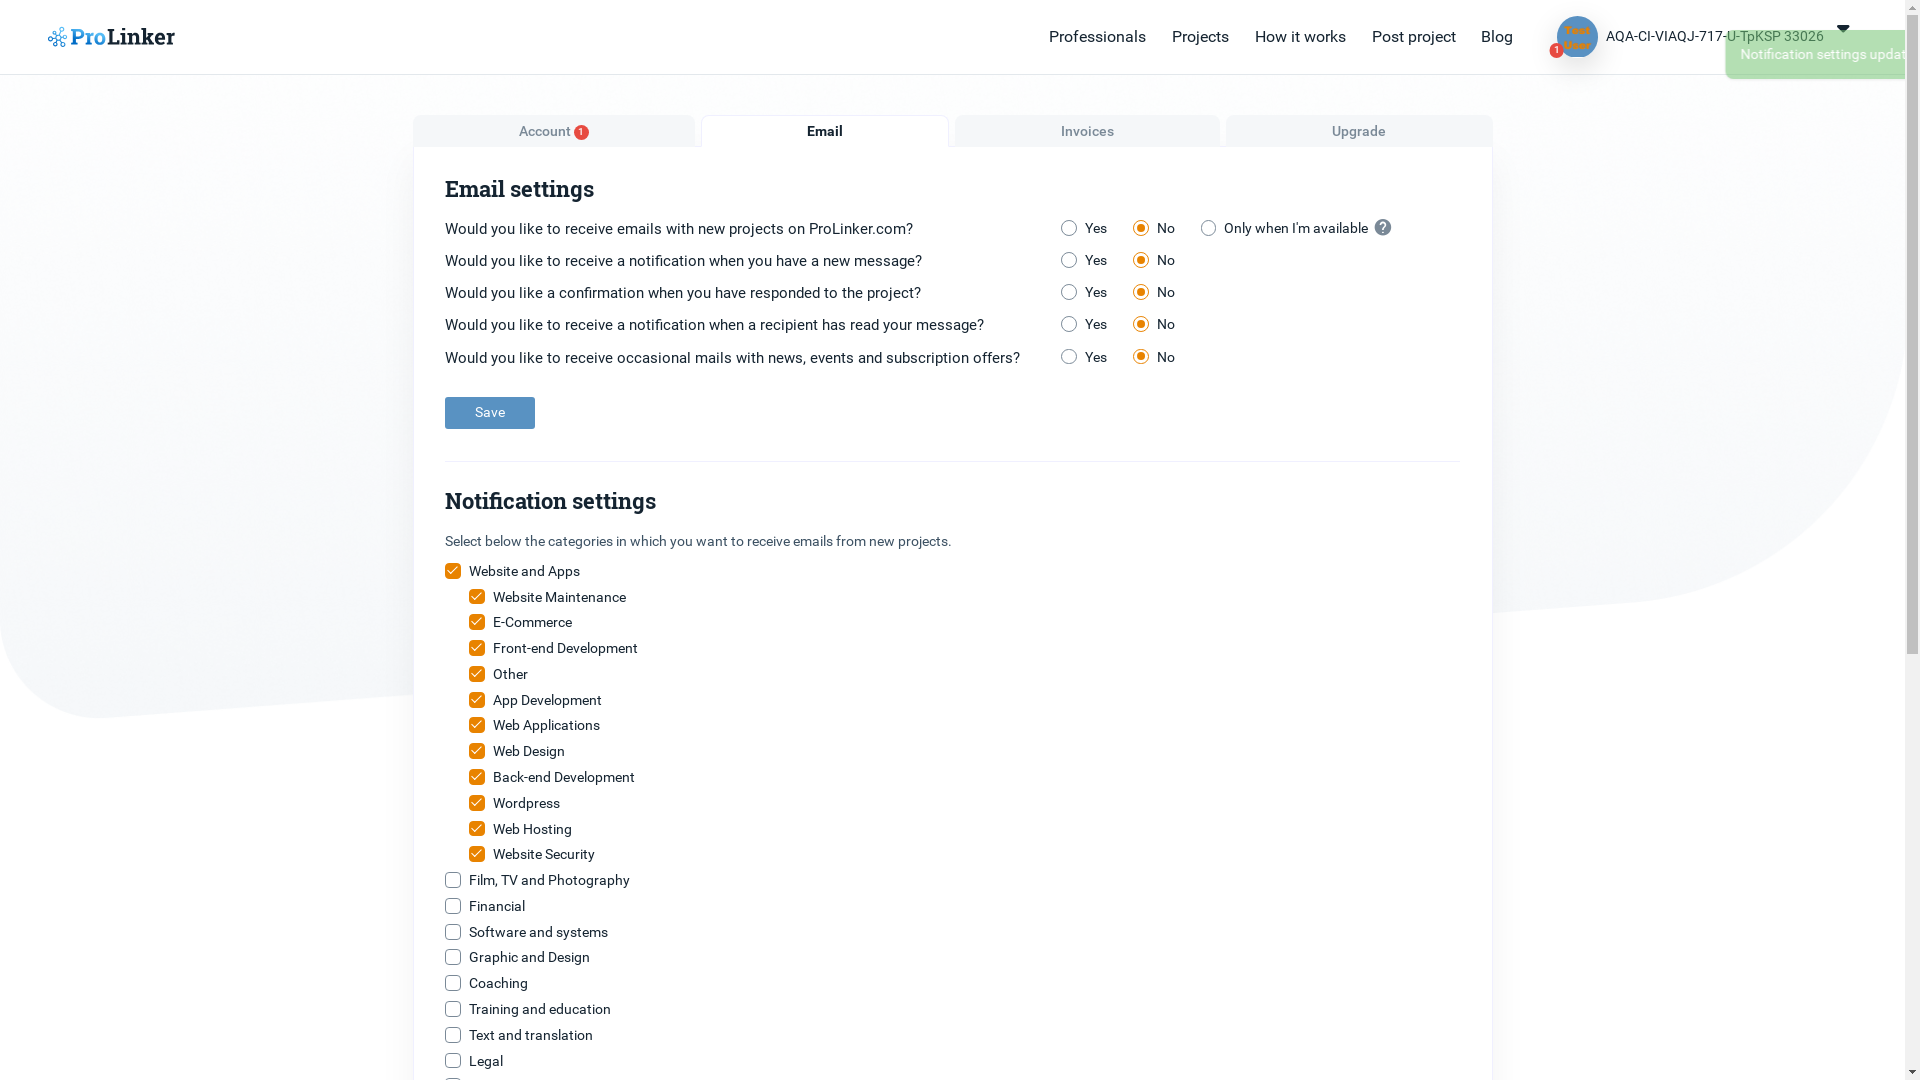 ProLinker
Professionals
Projects
How it works
Post project
Blog
Test
User
1
AQA-CI-VIAQJ-717-U-TpKSP 33026
Notification settings updat
Account 1
Email
Invoices
Upgrade
Email settings
Would you like to receive emails with new projects on ProLinker.com? Yes No Only when I'm available ?
Would you like to receive a notification when you have a new message? Yes No
Would you like a confirmation when you have responded to the project? Yes No
Would you like to receive a notification when a recipient has read your message? Yes No
Would you like to receive occasional mails with news, events and subscription offers? Yes No
Save
Notification settings
Select below the categories in which you want to receive emails from new projects.
Website and Apps
Website Maintenance
E-Commerce
Front-end Development
Other
App Development
Web Applications
Web Design
Back-end Development
Wordpress
Web Hosting
Website Security
Film, TV and Photography
Financial
Software and systems
Graphic and Design
Coaching
Training and education
Text and translation
Legal